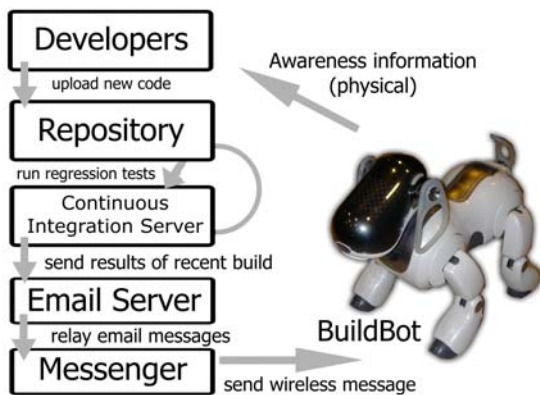 Developers
upload new code
Repository
run regression tests
Continuous
Integration Server
send results of recent build
Email Server
relay email messages
Messenger
send wireless message
BuildBot
Awareness information
(physical)